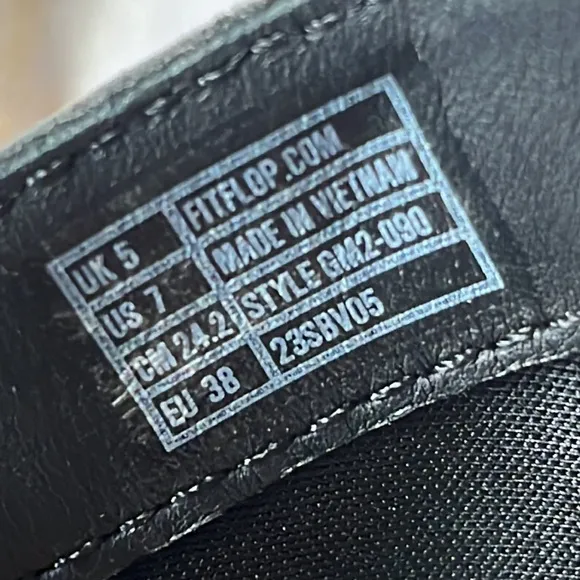 UK 5 FITFLOP.COM
US 7 MADE IN VIETNAM
CM 24.2 STYLE GM2-090
EU 38 23SBV05